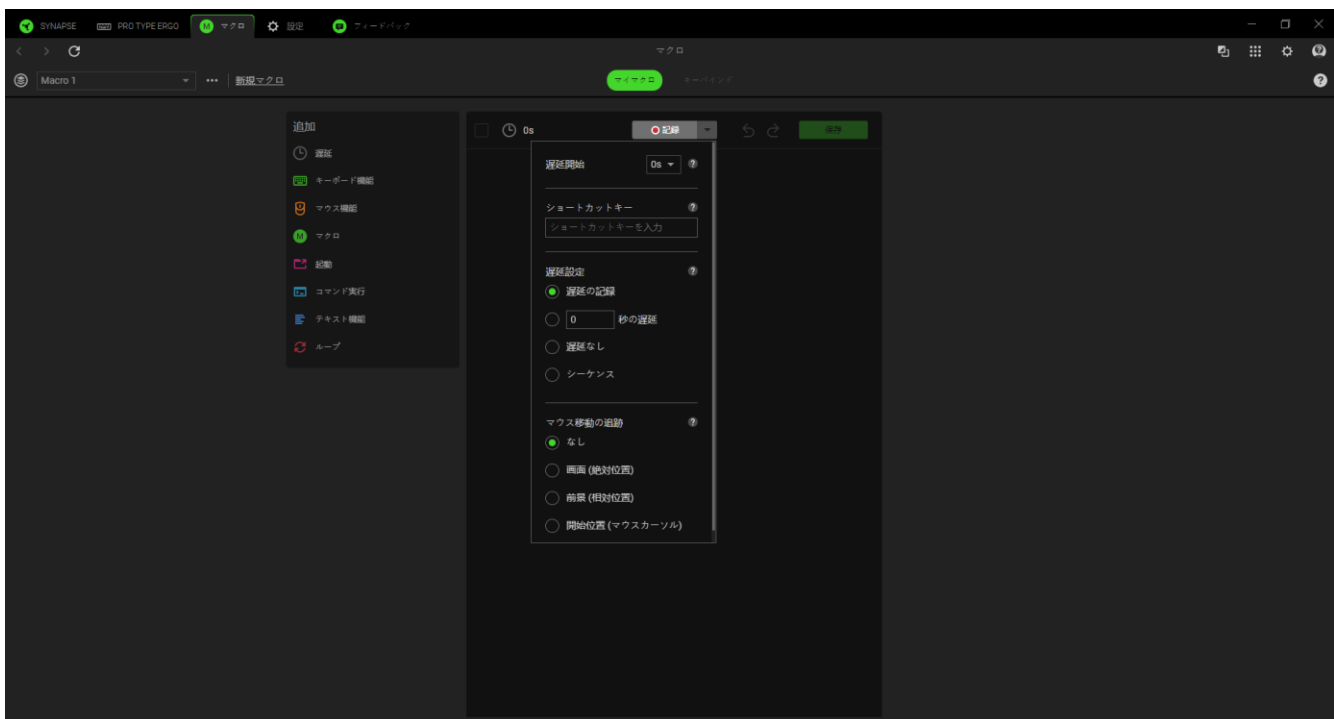 SYNAPSE PRO TYPE ERGO マクロ 設定 フィードバック
マクロ
Macro 1 ••• 新規マクロ マイマクロ キーバインド
追加
遅延
キーボード機能
マウス機能
マクロ
起動
コマンド実行
テキスト機能
ループ
0s 記録 保存
遅延開始 0s
ショートカットキー
ショートカットキーを入力
遅延設定
遅延の記録
0 秒の遅延
遅延なし
シーケンス
マウス移動の追跡
なし
画面 (絶対位置)
前景 (相対位置)
開始位置 (マウスカーソル)